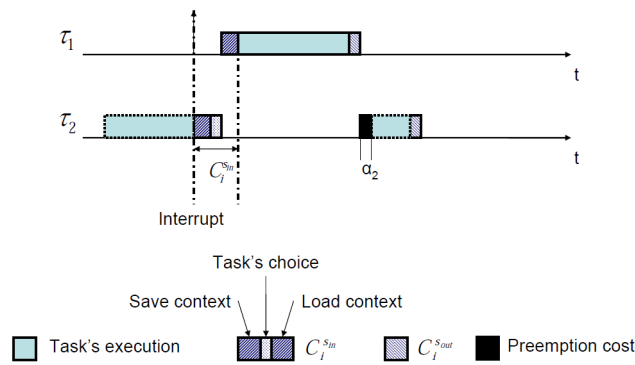 τ1
t
τ2
t
C_i^{s_in}
α2
Interrupt
Task's choice
Save context Load context
Task's execution C_i^{s_in} C_i^{s_out} Preemption cost